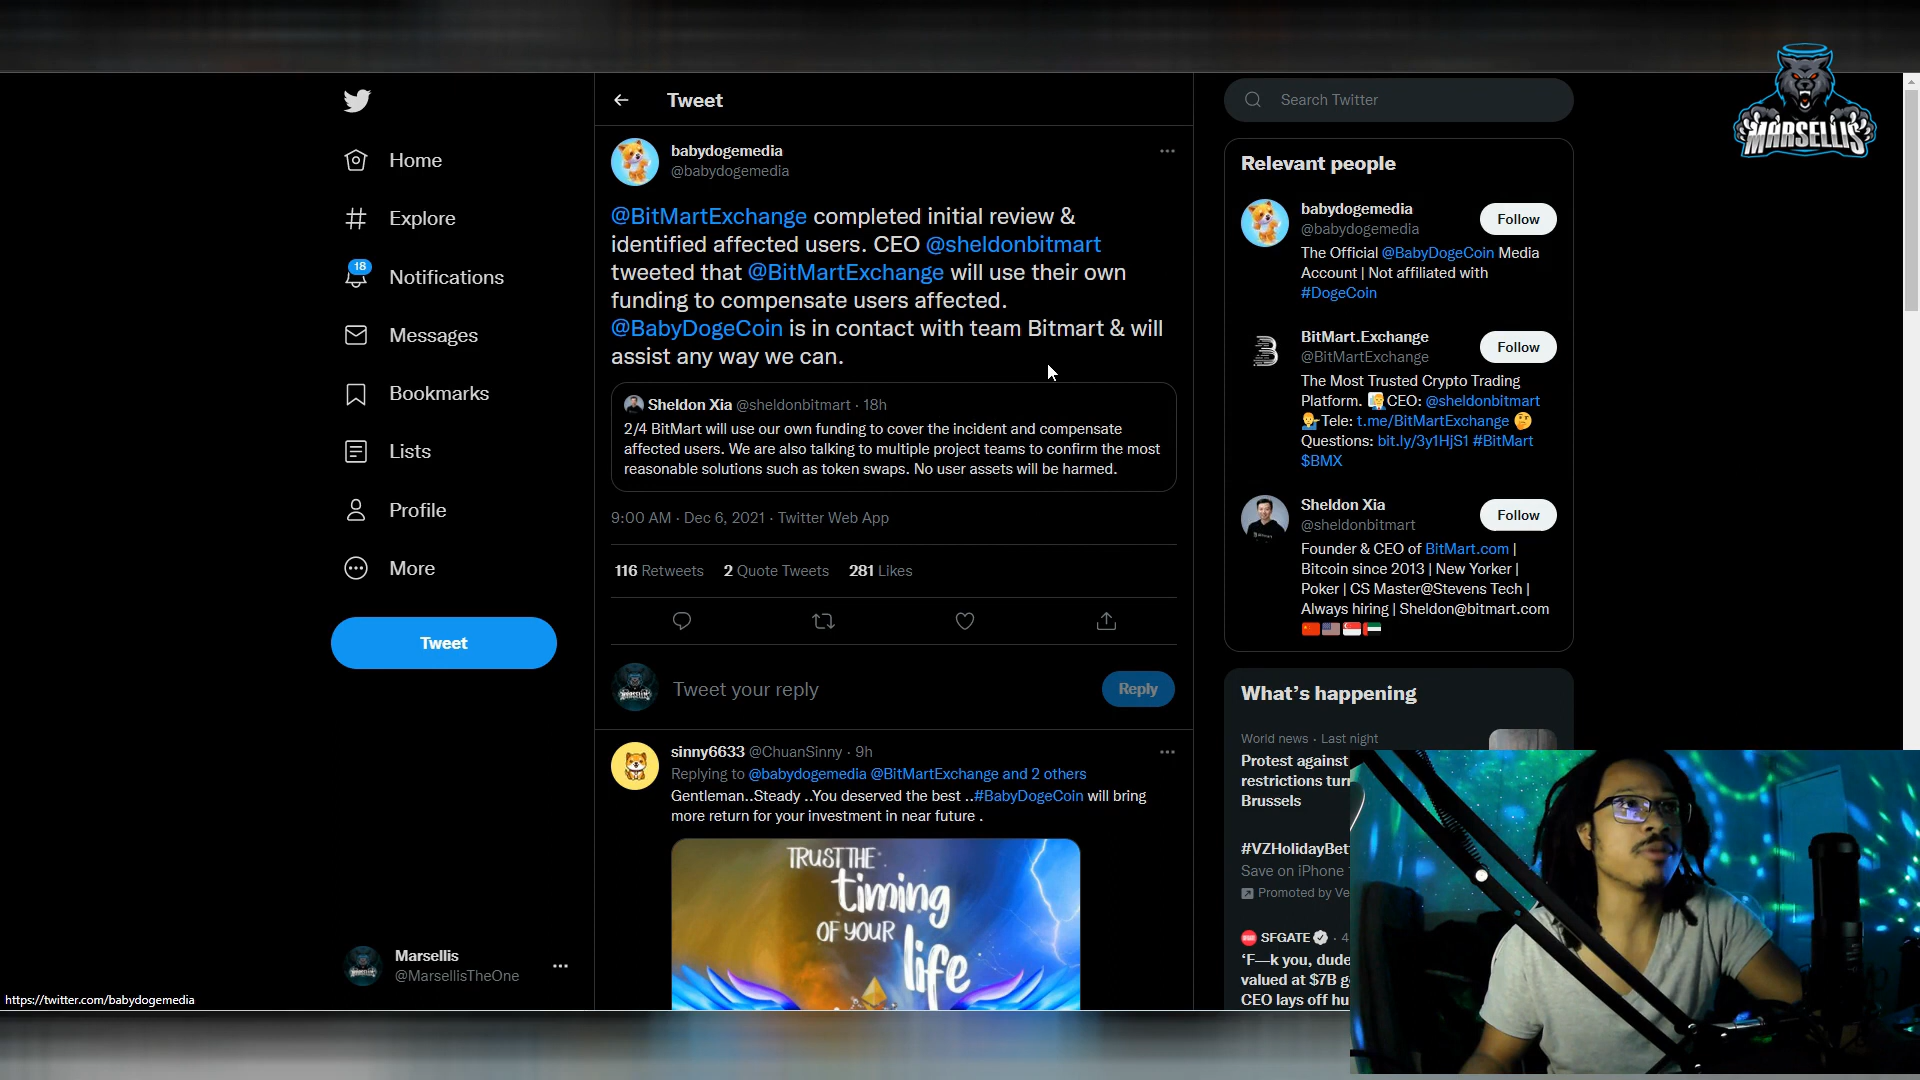 Tweet
Search Twitter
MARSELLIS
babydogemedia
@babydogemedia
@BitMartExchange completed initial review &
identified affected users. CEO @sheldonbitmart
tweeted that @BitMartExchange will use their own
funding to compensate users affected.
@BabyDogeCoin is in contact with team Bitmart & will
assist any way we can.
Sheldon Xia @sheldonbitmart · 18h
2/4 BitMart will use our own funding to cover the incident and compensate
affected users. We are also talking to multiple project teams to confirm the most
reasonable solutions such as token swaps. No user assets will be harmed.
9:00 AM · Dec 6, 2021 · Twitter Web App
116 Retweets 2 Quote Tweets 281 Likes
Tweet your reply
Reply
sinny6633 @ChuanSinny · 9h
Replying to @babydogemedia @BitMartExchange and 2 others
Gentleman..Steady ..You deserved the best ..#BabyDogeCoin will bring
more return for your investment in near future .
TRUST THE
timing
OF YOUR
life
Home
Explore
18
Notifications
Messages
Bookmarks
Lists
Profile
More
Tweet
Marsellis
@MarsellisTheOne
https://twitter.com/babydogemedia
Relevant people
babydogemedia
@babydogemedia
Follow
The Official @BabyDogeCoin Media
Account | Not affiliated with
#DogeCoin
BitMart.Exchange
@BitMartExchange
Follow
The Most Trusted Crypto Trading
Platform. CEO: @sheldonbitmart
Tele: t.me/BitMartExchange
Questions: bit.ly/3y1HjS1 #BitMart
$BMX
Sheldon Xia
@sheldonbitmart
Follow
Founder & CEO of BitMart.com |
Bitcoin since 2013 | New Yorker |
Poker | CS Master@Stevens Tech |
Always hiring | Sheldon@bitmart.com
What's happening
World news · Last night
Protest against
restrictions tur
Brussels
#VZHolidayBet
Save on iPhone
Promoted by Ve
SFGATE · 4
'F—k you, dude
valued at $7B g
CEO lays off hu